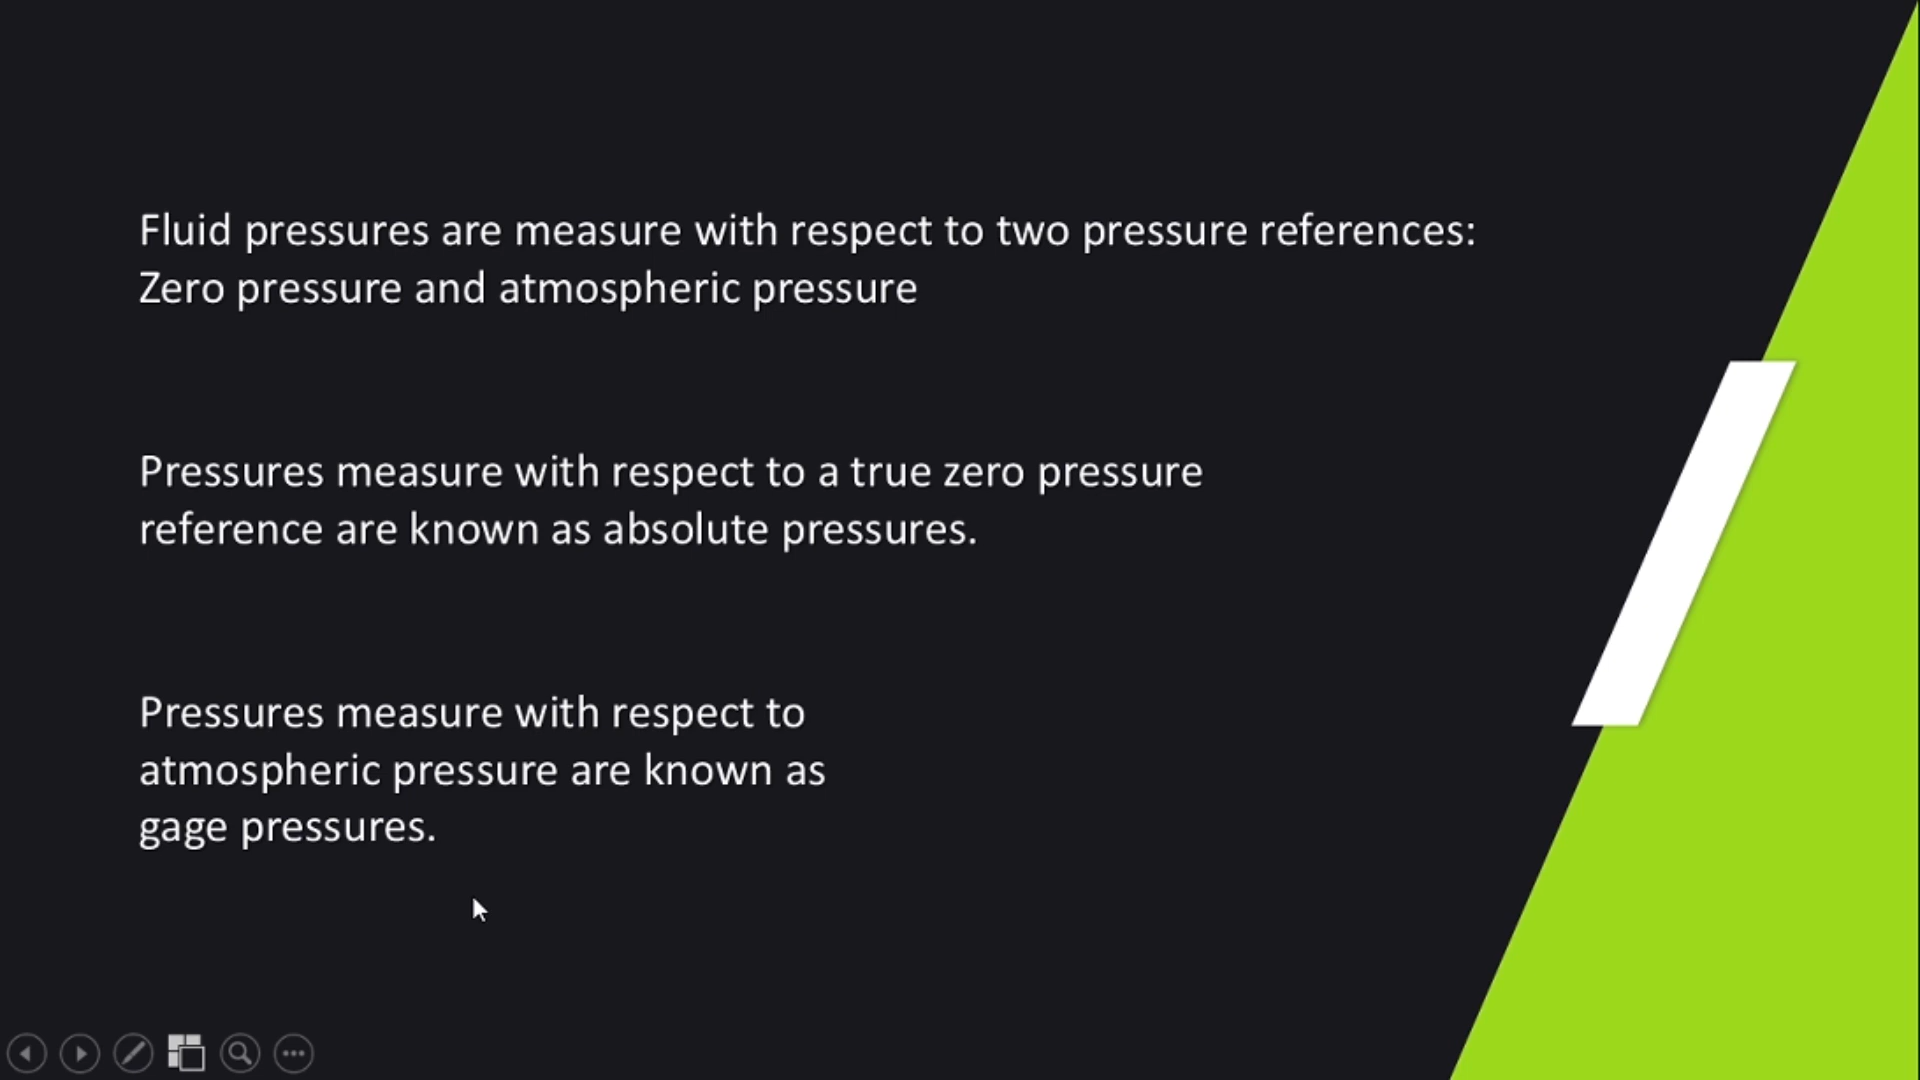 Fluid pressures are measure with respect to two pressure references:
Zero pressure and atmospheric pressure
Pressures measure with respect to a true zero pressure
reference are known as absolute pressures.
Pressures measure with respect to
atmospheric pressure are known as
gage pressures.